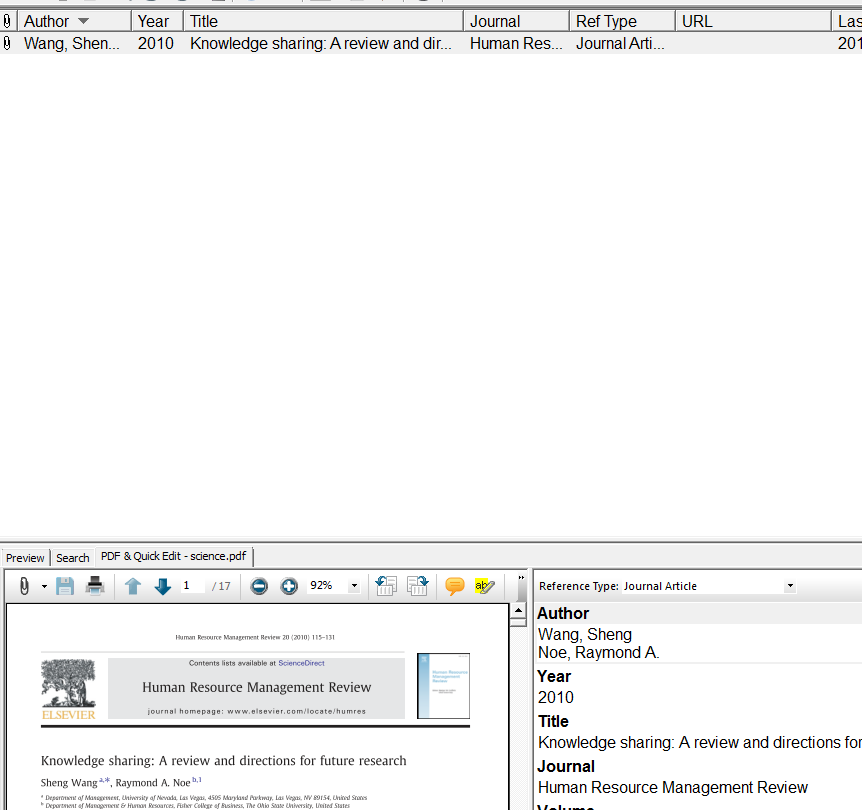 Author Year Title Journal Ref Type URL Las
Wang, Shen... 2010 Knowledge sharing: A review and dir... Human Res... Journal Arti... 201
Preview Search PDF & Quick Edit - science.pdf
1 / 17 92% ab »
Reference Type: Journal Article
Human Resource Management Review 20 (2010) 115–131
Contents lists available at ScienceDirect
Human Resource Management Review
journal homepage: www.elsevier.com/locate/humres
ELSEVIER
Human Resource
Management
Review
Knowledge sharing: A review and directions for future research
Sheng Wang a,*, Raymond A. Noe b,1
a Department of Management, University of Nevada, Las Vegas, 4505 Maryland Parkway, Las Vegas, NV 89154, United States
b Department of Management & Human Resources, Fisher College of Business, The Ohio State University, United States
Author
Wang, Sheng
Noe, Raymond A.
Year
2010
Title
Knowledge sharing: A review and directions for
Journal
Human Resource Management Review
Volume